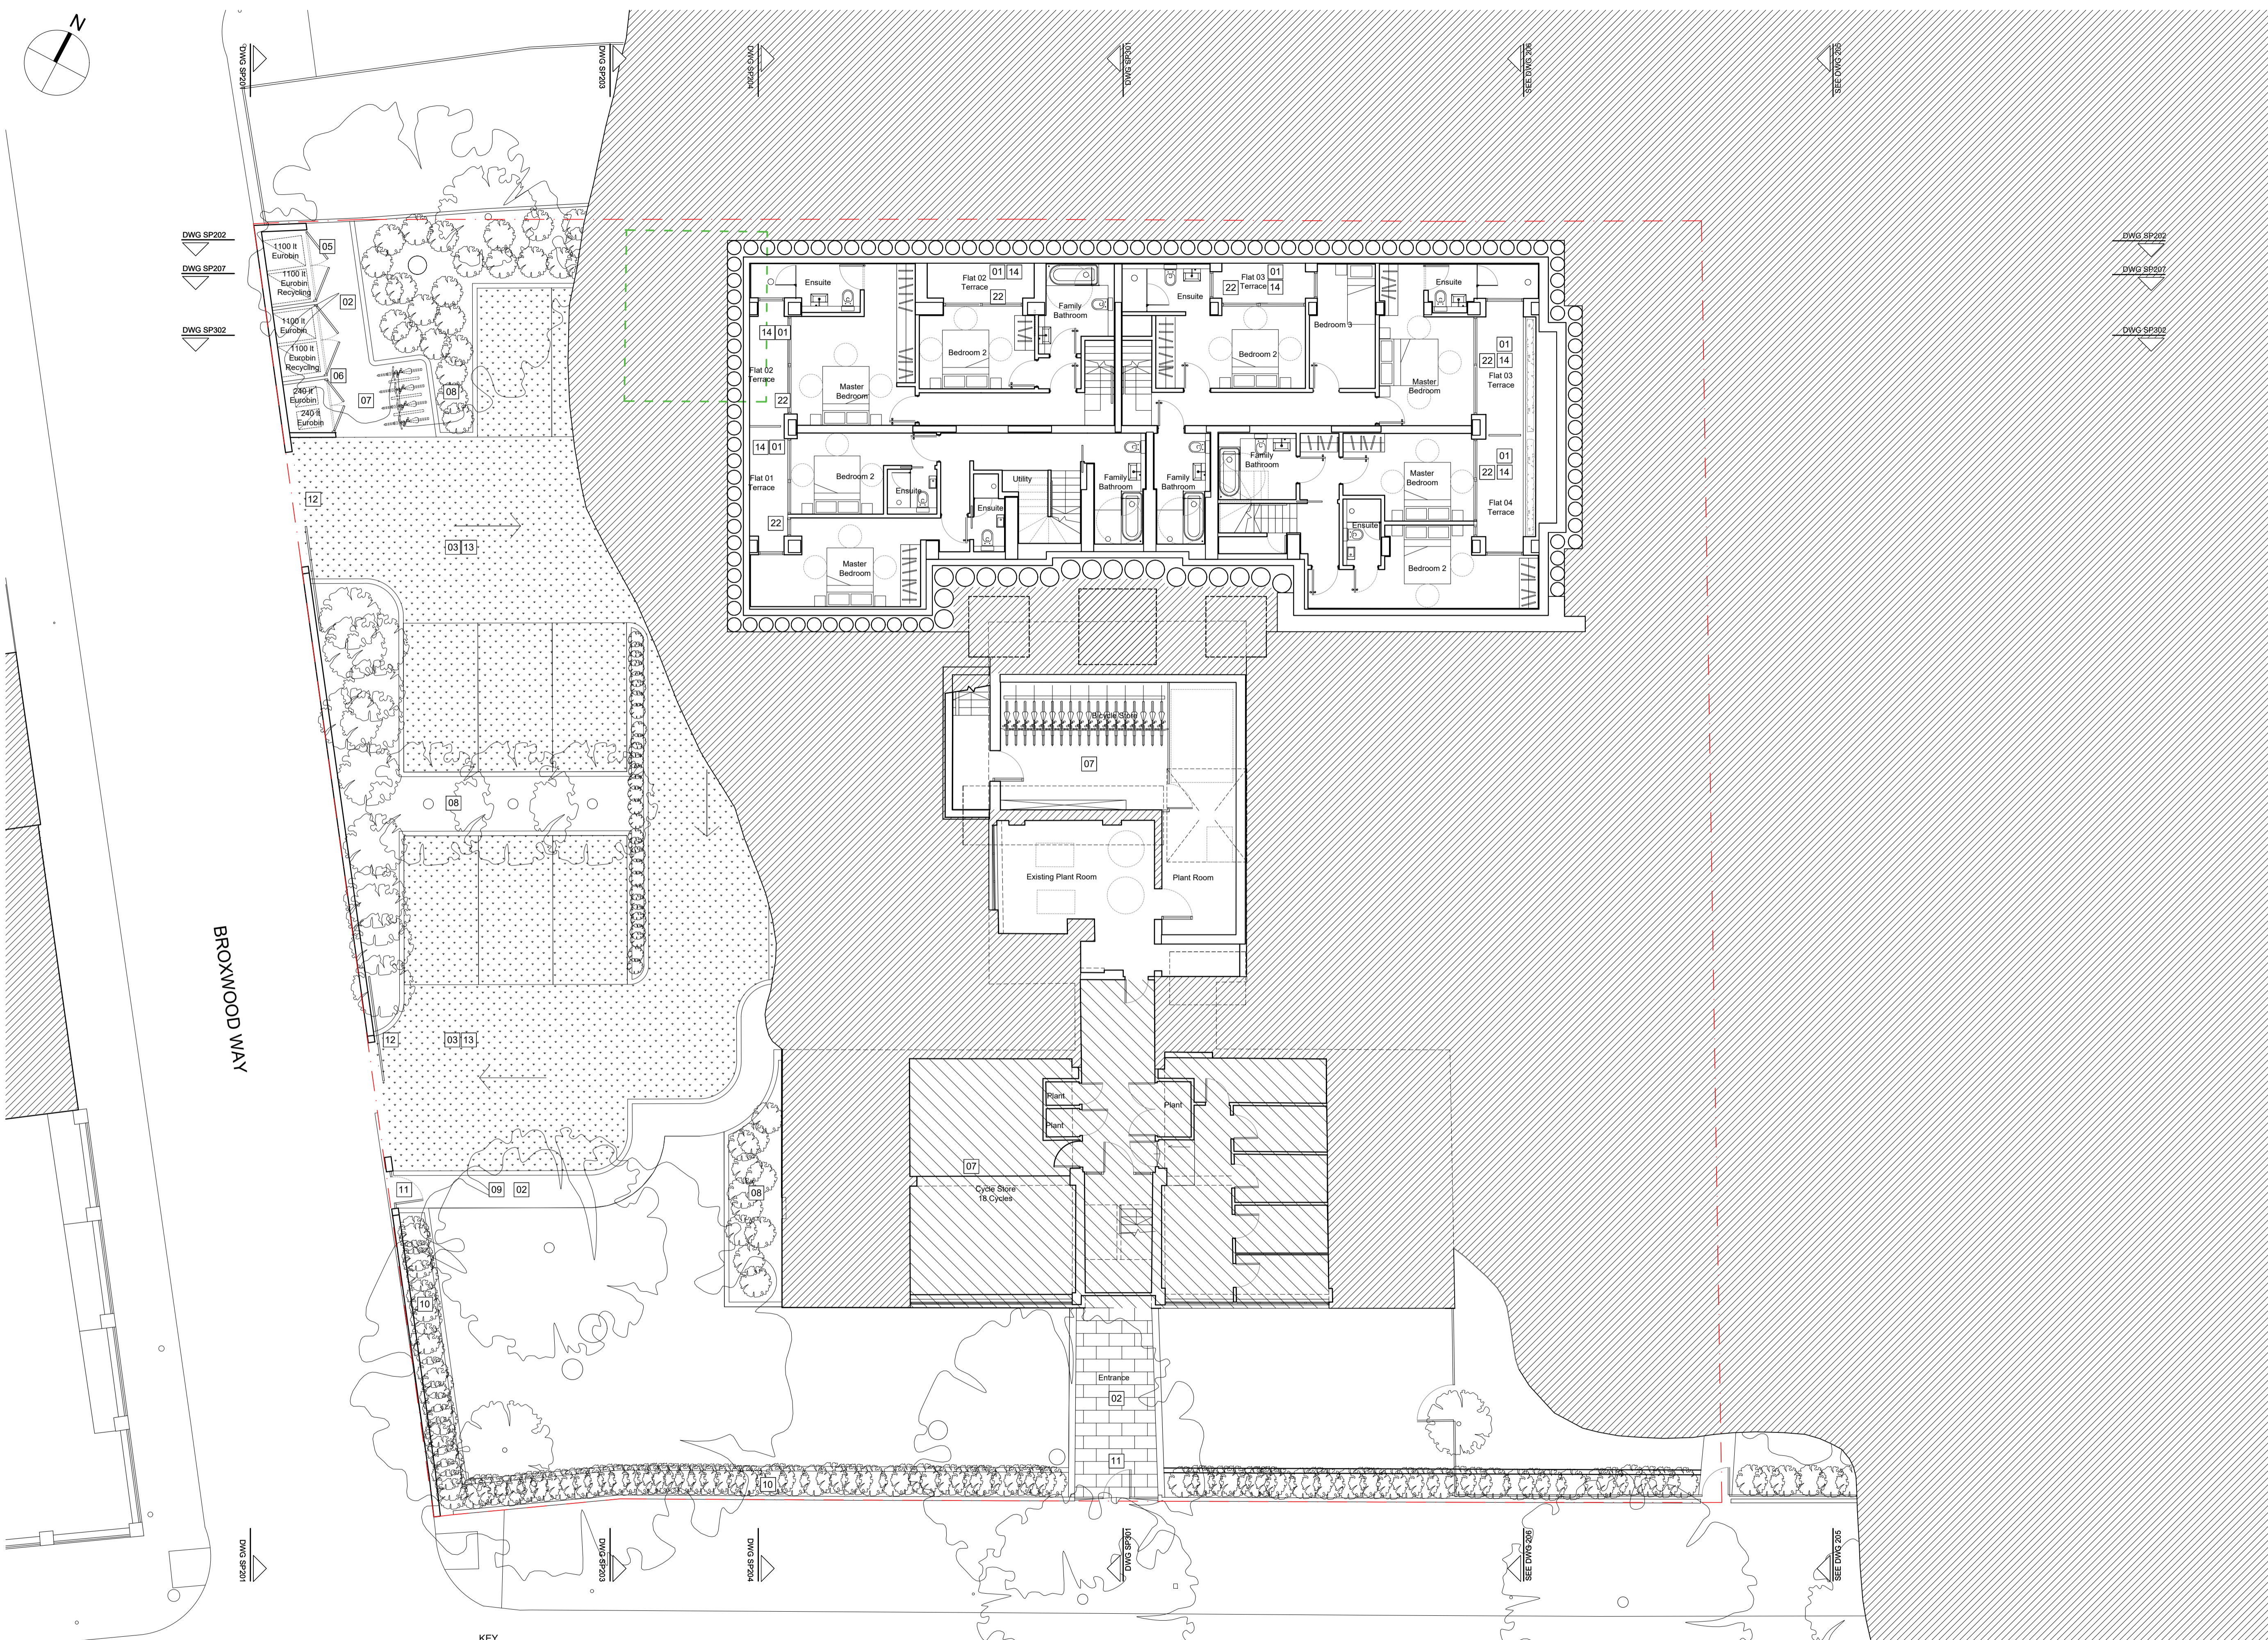 N
DWG SP201
DWG SP203
DWG SP204
DWG SP301
SEE DWG 206
SEE DWG 205
DWG SP202
DWG SP207
DWG SP302
DWG SP202
DWG SP207
DWG SP302
1100 lt
Eurobin
05
1100 lt
Eurobin
Recycling
02
1100 lt
Eurobin
1100 lt
Eurobin
Recycling
06
240 lt
Eurobin
07
08
240 lt
Eurobin
12
03 13
Ensuite
Flat 02
Terrace
01 14
22
Family
Bathroom
Ensuite
Flat 03
Terrace
01
22 14
Bedroom 3
Ensuite
14 01
Flat 02
Terrace
22
Master
Bedroom
Bedroom 2
Bedroom 2
Master
Bedroom
01
22 14
Flat 03
Terrace
14 01
Flat 01
Terrace
22
Bedroom 2
Ensuite
Ensuite
Utility
Family
Bathroom
Family
Bathroom
Family
Bathroom
Master
Bedroom
01
22 14
Flat 04
Terrace
Ensuite
Master
Bedroom
Bedroom 2
Bicycle Store
07
08
Existing Plant Room
Plant Room
BROXWOOD WAY
12
03 13
Plant
Plant
Plant
07
Cycle Store
18 Cycles
11
09 02
08
10
Entrance
02
11
10
DWG SP201
DWG SP203
DWG SP204
DWG SP301
SEE DWG 206
SEE DWG 205
KEY